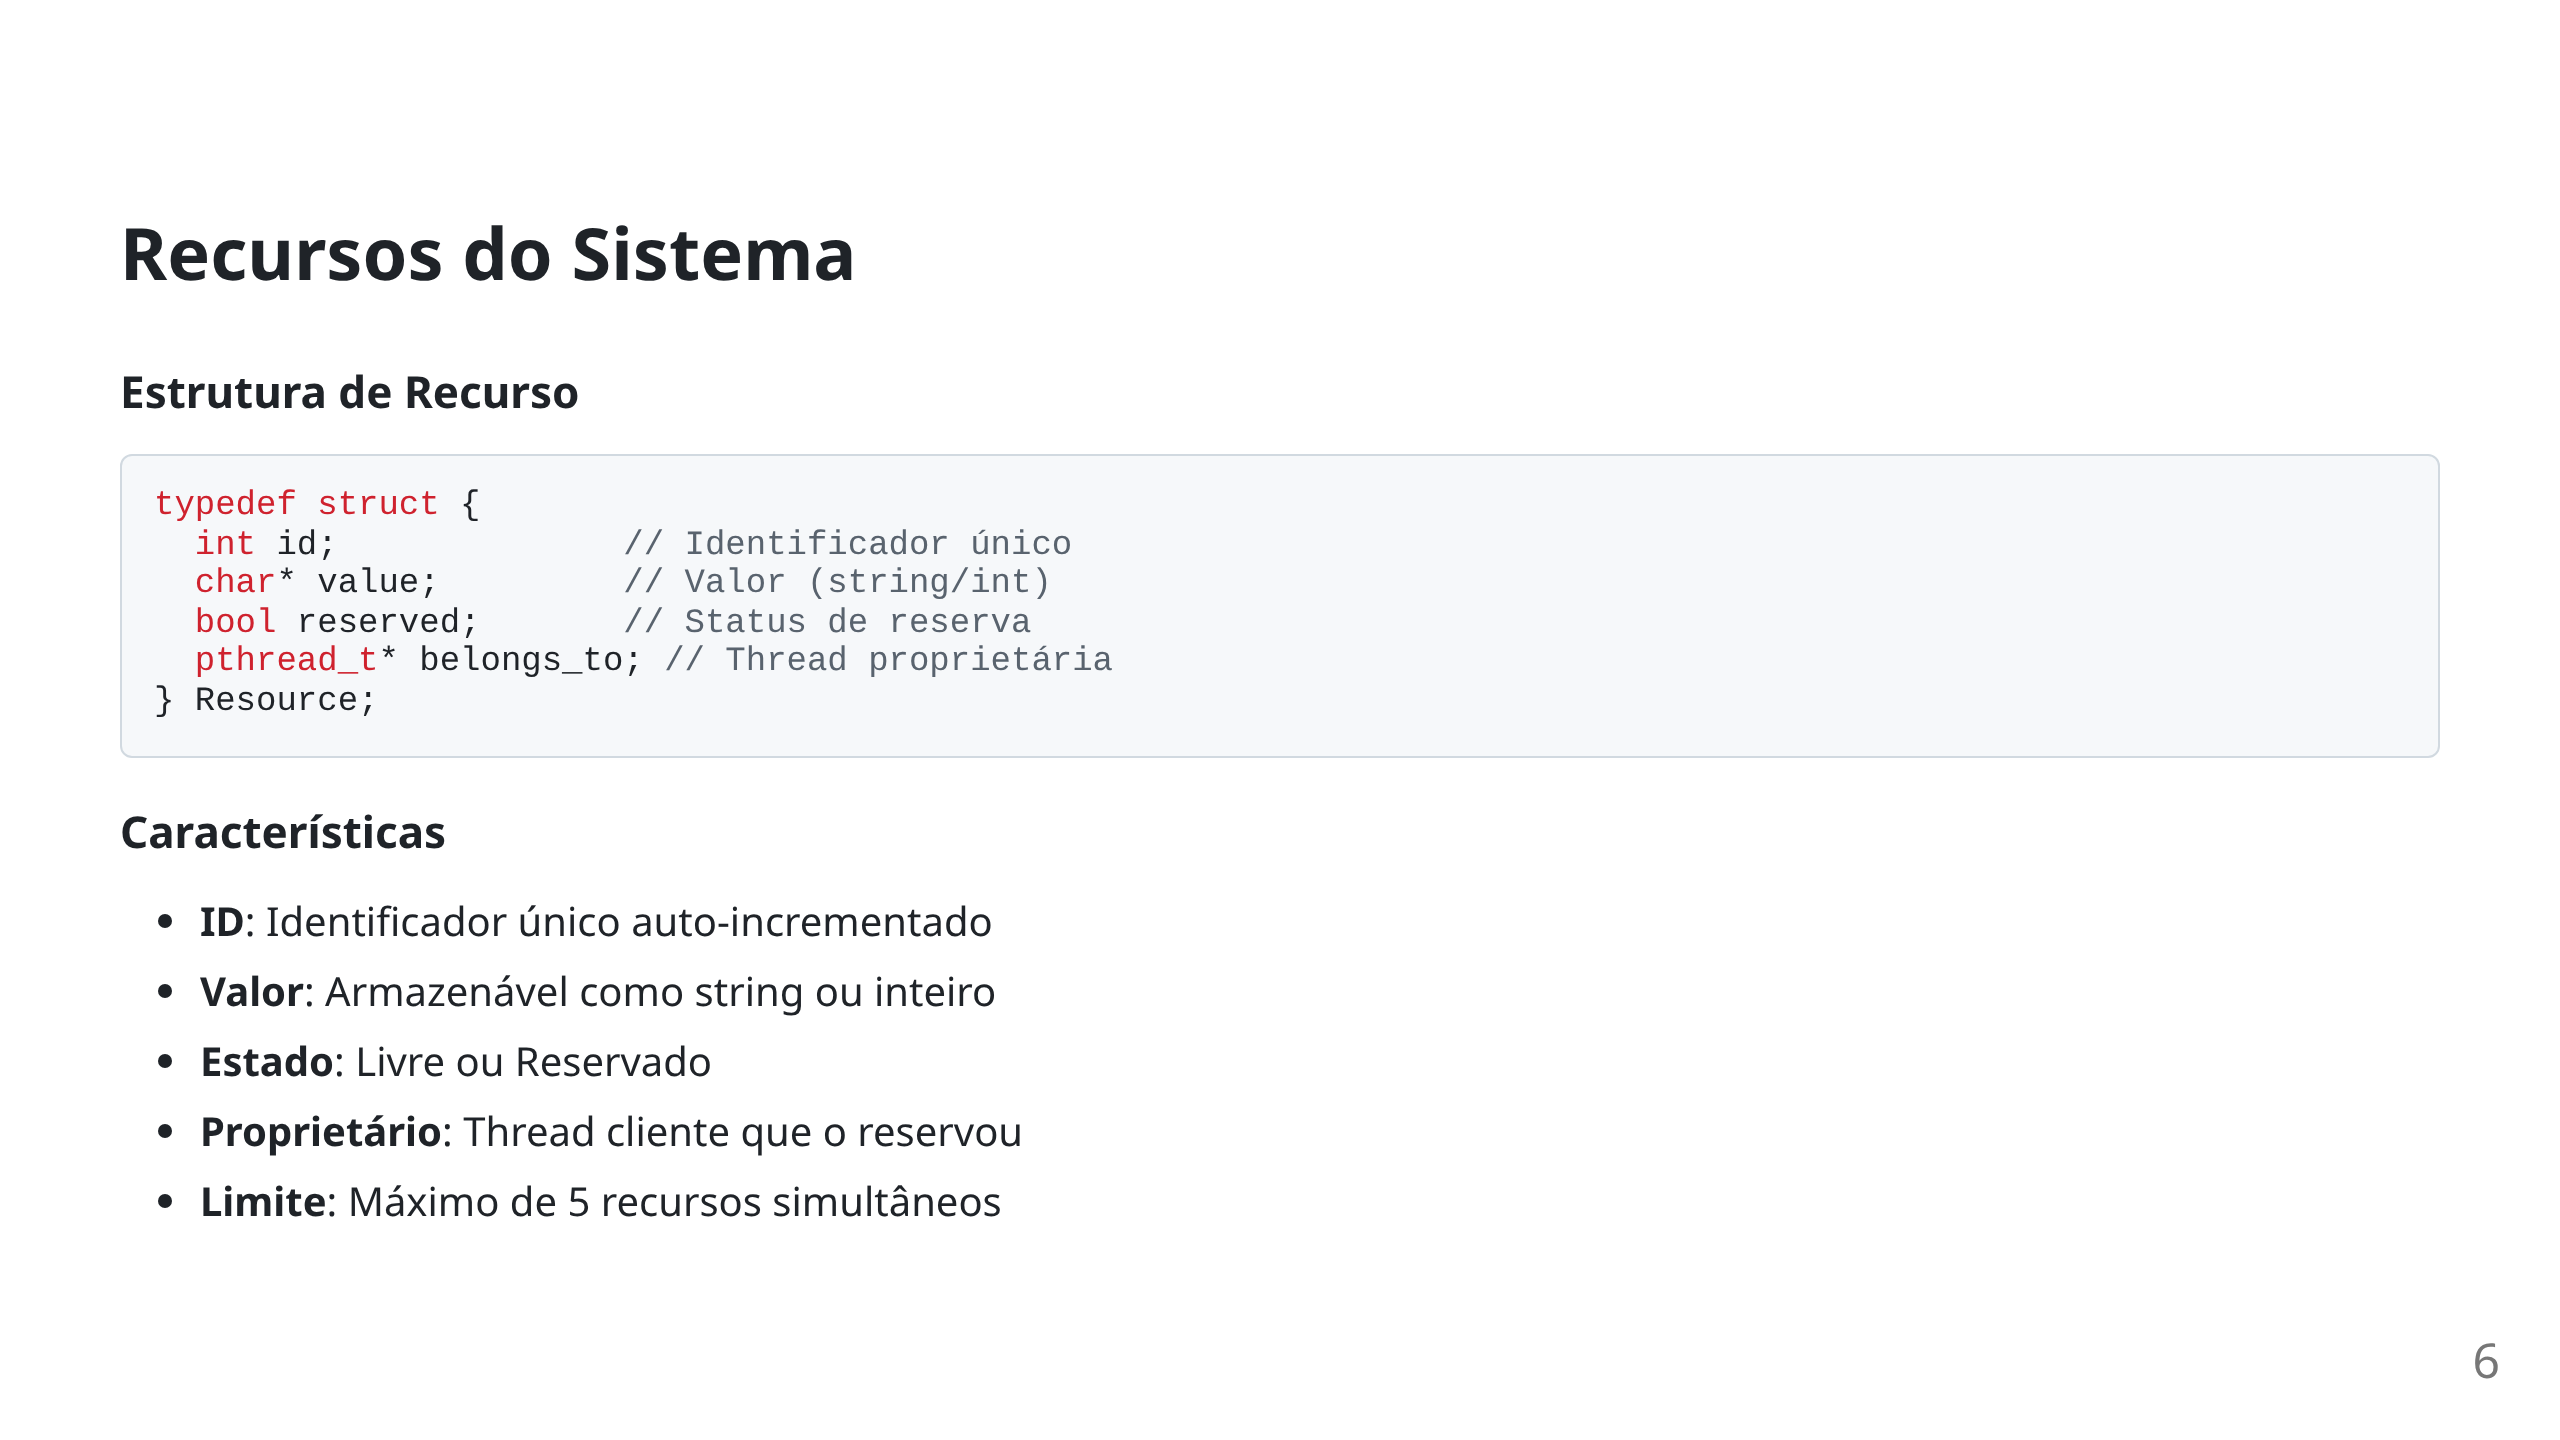 Recursos do Sistema
Estrutura de Recurso
typedef struct {
  int id;              // Identificador único
  char* value;         // Valor (string/int)
  bool reserved;       // Status de reserva
  pthread_t* belongs_to; // Thread proprietária
} Resource;
Características
• ID: Identificador único auto-incrementado
• Valor: Armazenável como string ou inteiro
• Estado: Livre ou Reservado
• Proprietário: Thread cliente que o reservou
• Limite: Máximo de 5 recursos simultâneos
6